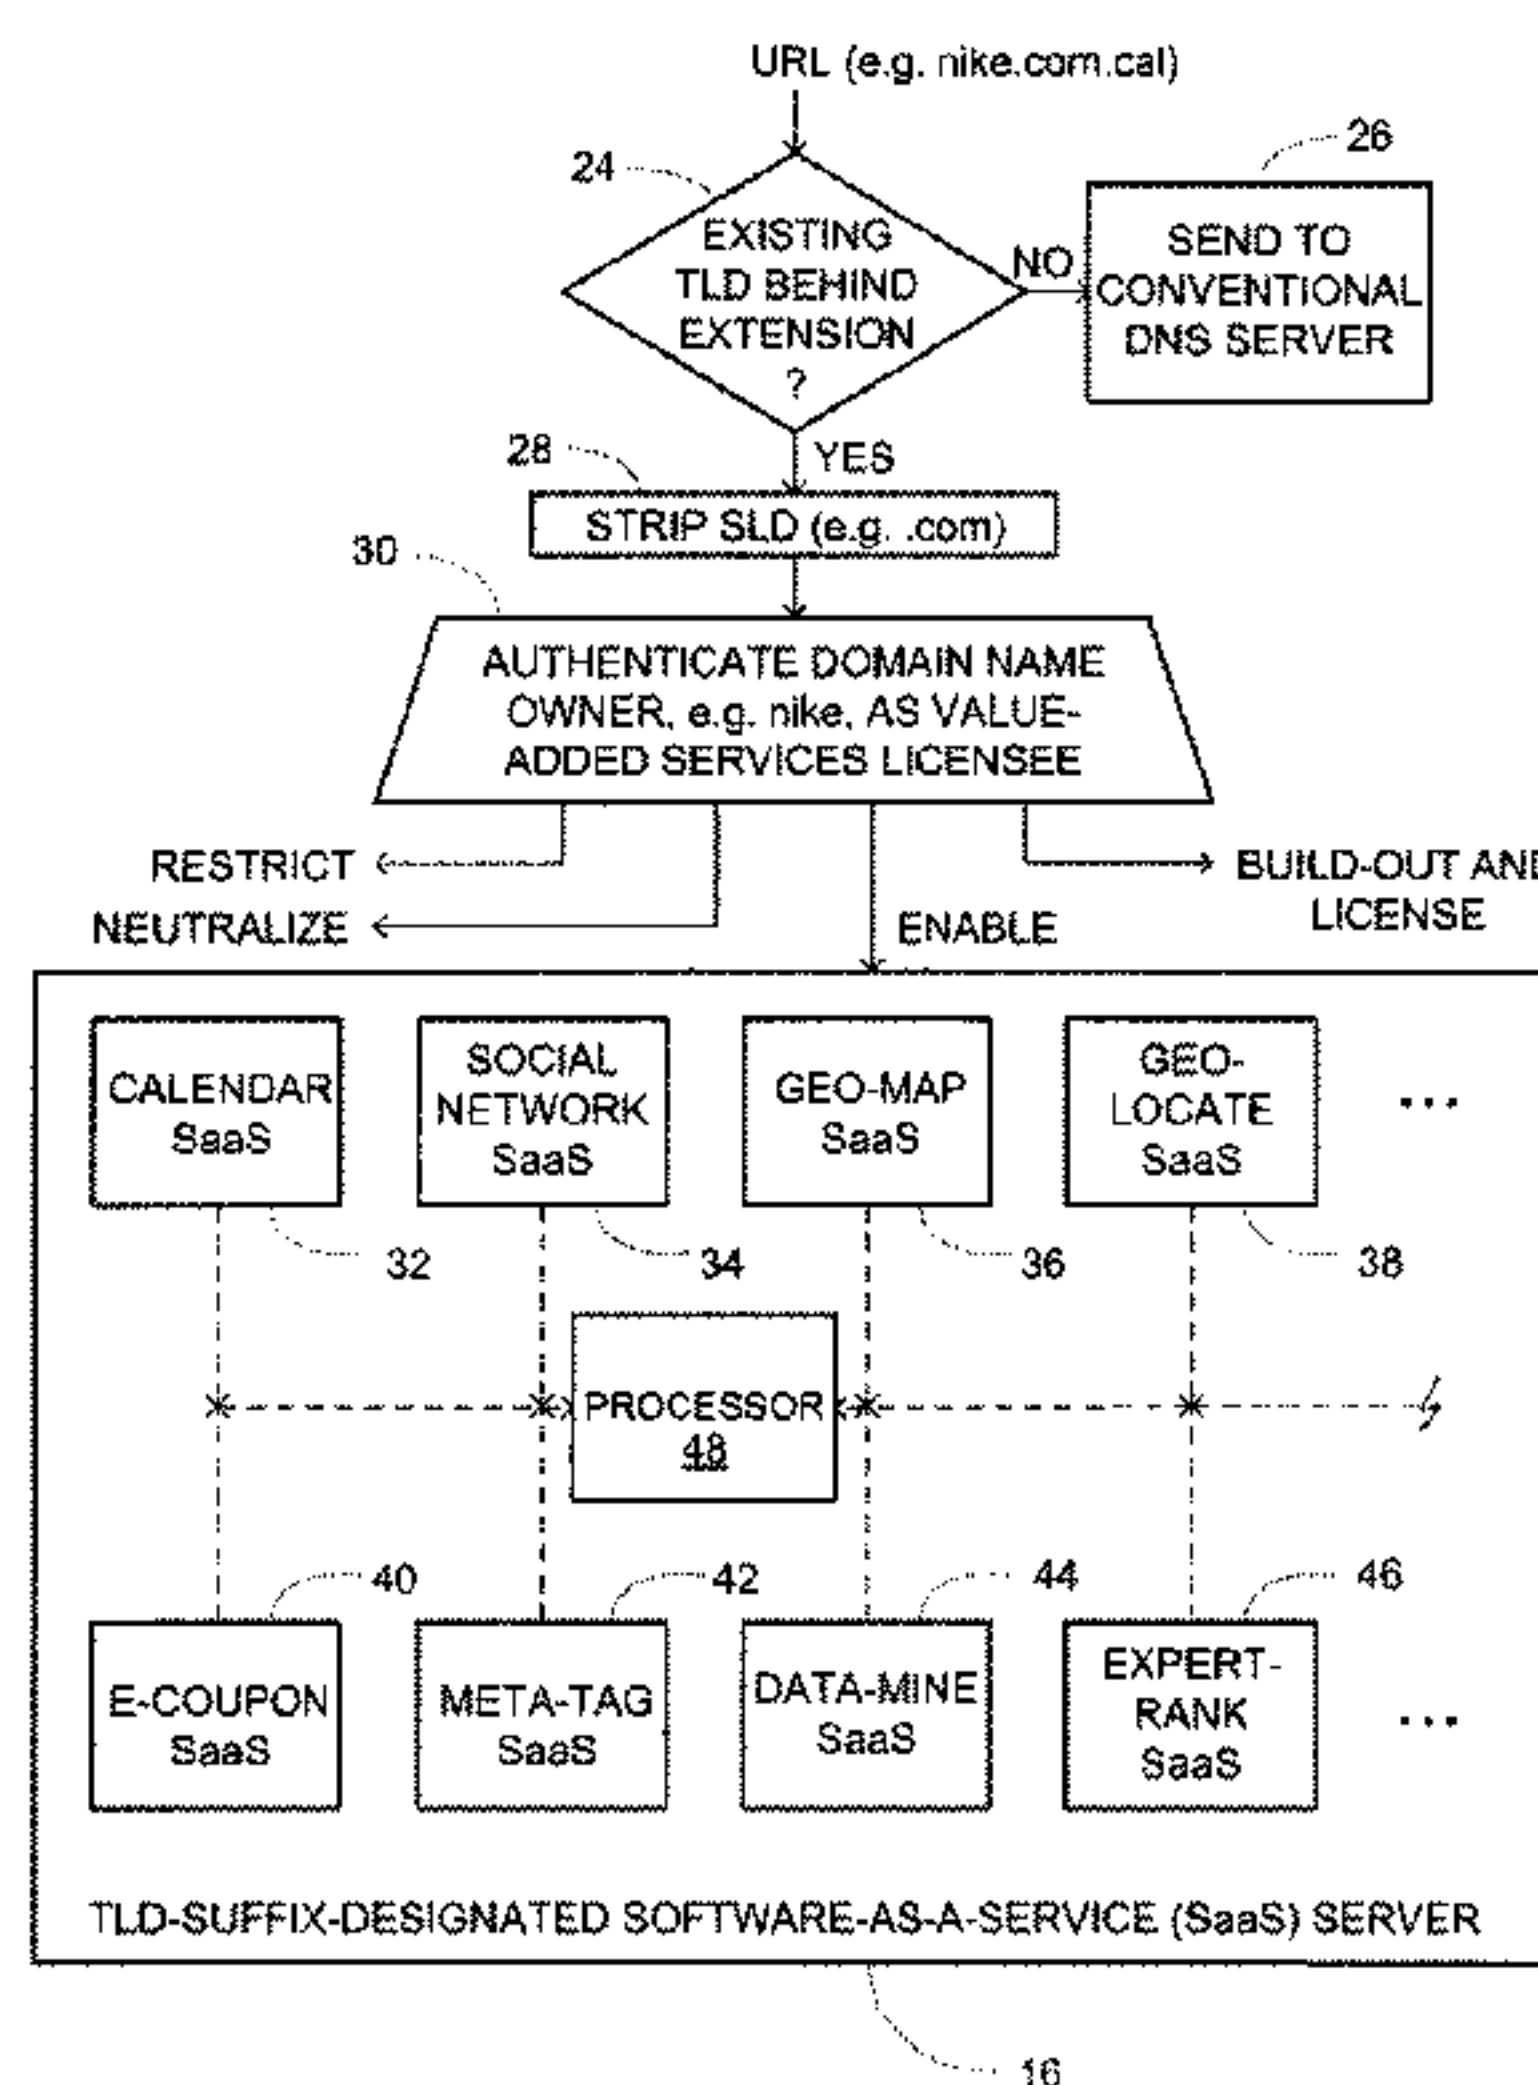 URL (e.g. nike.com.cal)
24
26
EXISTING
TLD BEHIND
EXTENSION
?
NO
SEND TO
CONVENTIONAL
DNS SERVER
28
YES
STRIP SLD (e.g. .com)
30
AUTHENTICATE DOMAIN NAME
OWNER, e.g. nike, AS VALUE-
ADDED SERVICES LICENSEE
RESTRICT
NEUTRALIZE
ENABLE
BUILD-OUT AND
LICENSE
CALENDAR
SaaS
SOCIAL
NETWORK
SaaS
GEO-MAP
SaaS
GEO-
LOCATE
SaaS
...
32
34
36
38
PROCESSOR
48
40
42
44
46
E-COUPON
SaaS
META-TAG
SaaS
DATA-MINE
SaaS
EXPERT-
RANK
SaaS
...
TLD-SUFFIX-DESIGNATED SOFTWARE-AS-A-SERVICE (SaaS) SERVER
16